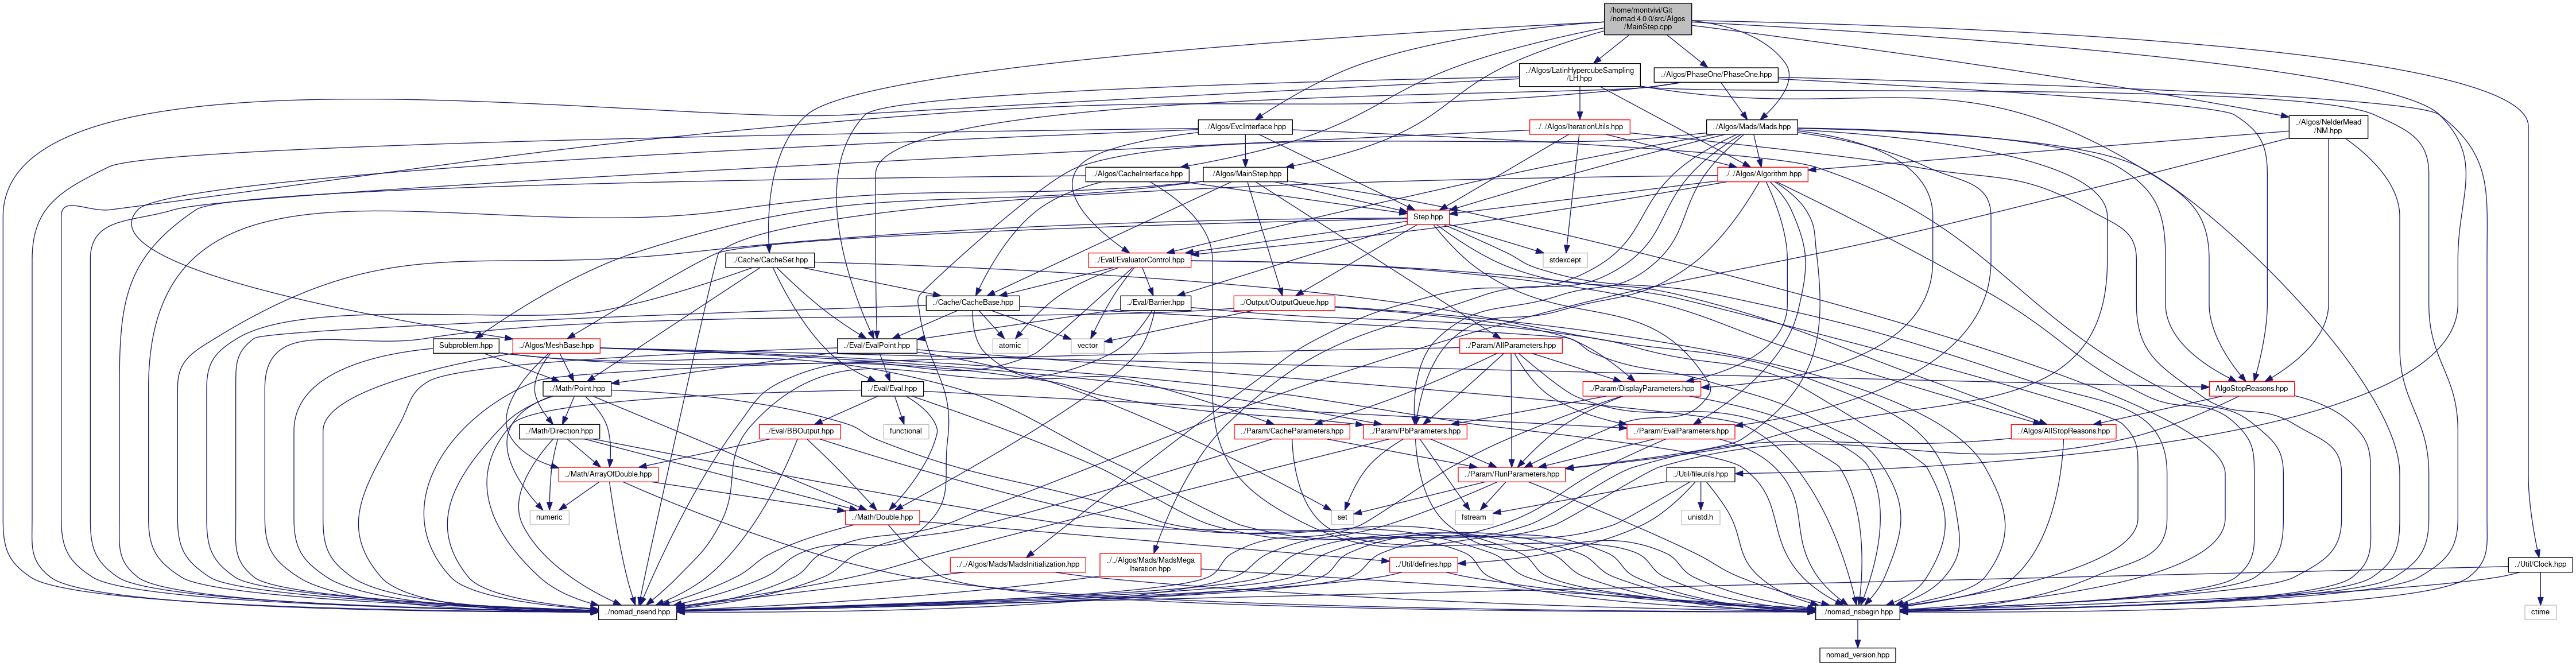 /home/montvivi/Git
/nomad.4.0.0/src/Algos
/MainStep.cpp
../Algos/LatinHypercubeSampling
/LH.hpp
../Algos/PhaseOne/PhaseOne.hpp
../Algos/EvcInterface.hpp
../../Algos/IterationUtils.hpp
../Algos/Mads/Mads.hpp
../Algos/NelderMead
/NM.hpp
../Algos/CacheInterface.hpp
../Algos/MainStep.hpp
../../Algos/Algorithm.hpp
Step.hpp
../Cache/CacheSet.hpp
../Eval/EvaluatorControl.hpp
stdexcept
../Cache/CacheBase.hpp
../Eval/Barrier.hpp
../Output/OutputQueue.hpp
Subproblem.hpp
../Algos/MeshBase.hpp
../Eval/EvalPoint.hpp
atomic
vector
../Param/AllParameters.hpp
../Math/Point.hpp
../Eval/Eval.hpp
../Param/DisplayParameters.hpp
AlgoStopReasons.hpp
../Math/Direction.hpp
../Eval/BBOutput.hpp
functional
../Param/CacheParameters.hpp
../Param/PbParameters.hpp
../Param/EvalParameters.hpp
../Algos/AllStopReasons.hpp
../Math/ArrayOfDouble.hpp
../Param/RunParameters.hpp
../Util/fileutils.hpp
numeric
../Math/Double.hpp
set
fstream
unistd.h
../../Algos/Mads/MadsInitialization.hpp
../../Algos/Mads/MadsMega
Iteration.hpp
../Util/defines.hpp
../Util/Clock.hpp
../nomad_nsend.hpp
../nomad_nsbegin.hpp
ctime
nomad_version.hpp